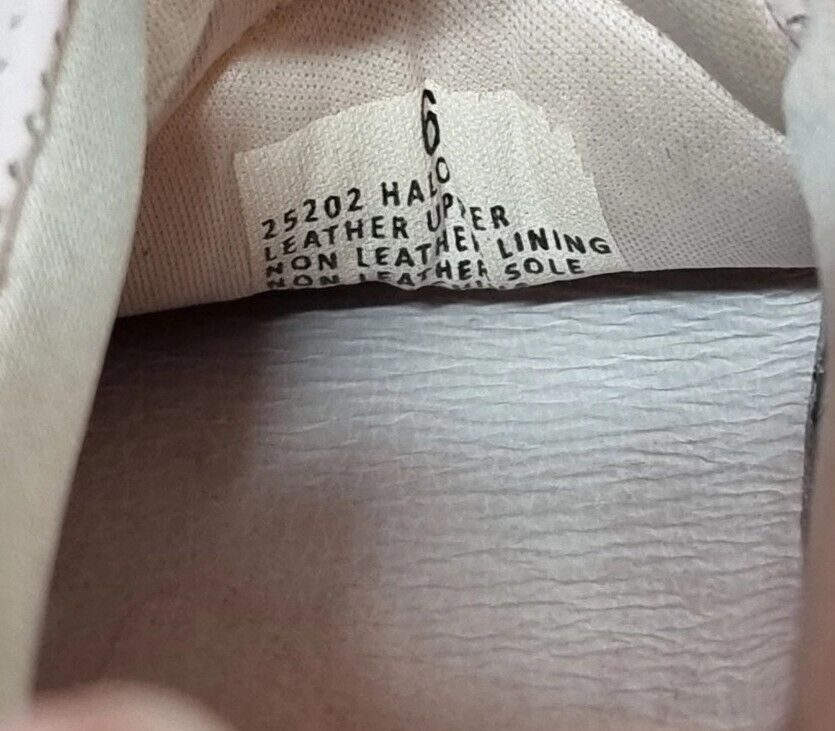 6
25202 HALO
LEATHER UPPER
NON LEATHER LINING
NON LEATHER SOLE